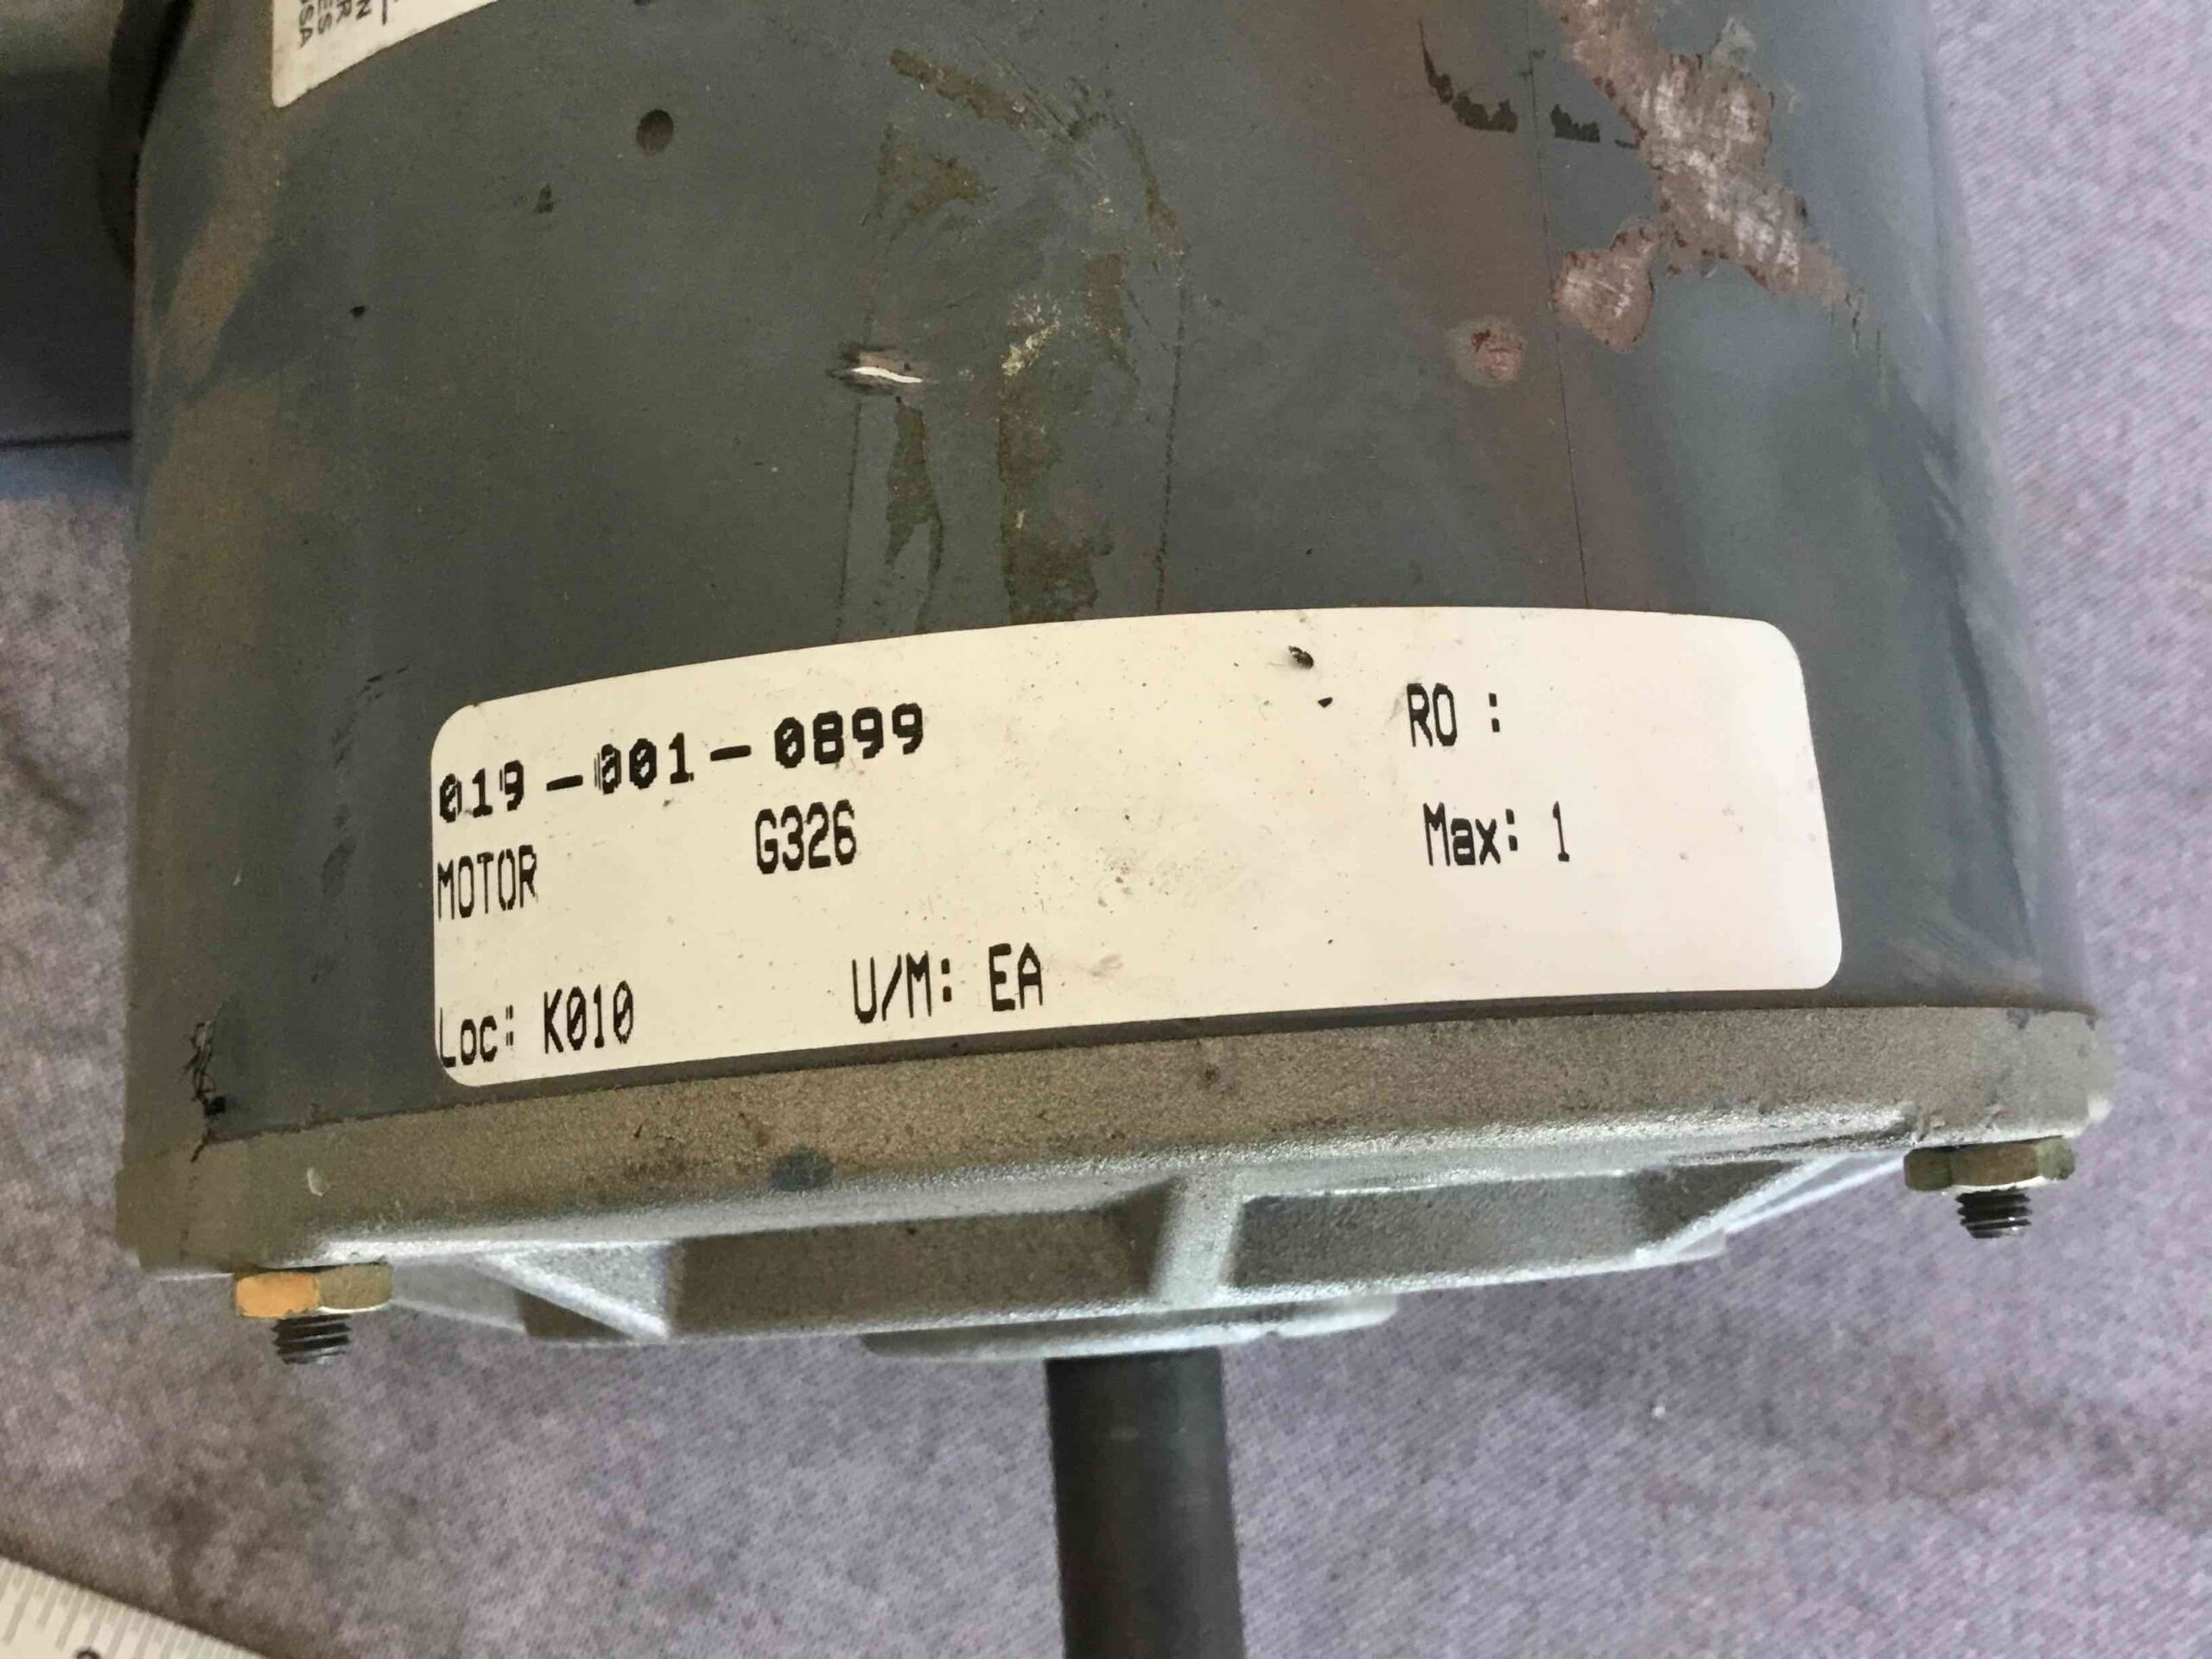 019-001-0899 RO :
MOTOR G326 Max: 1
Loc: K010 U/M: EA